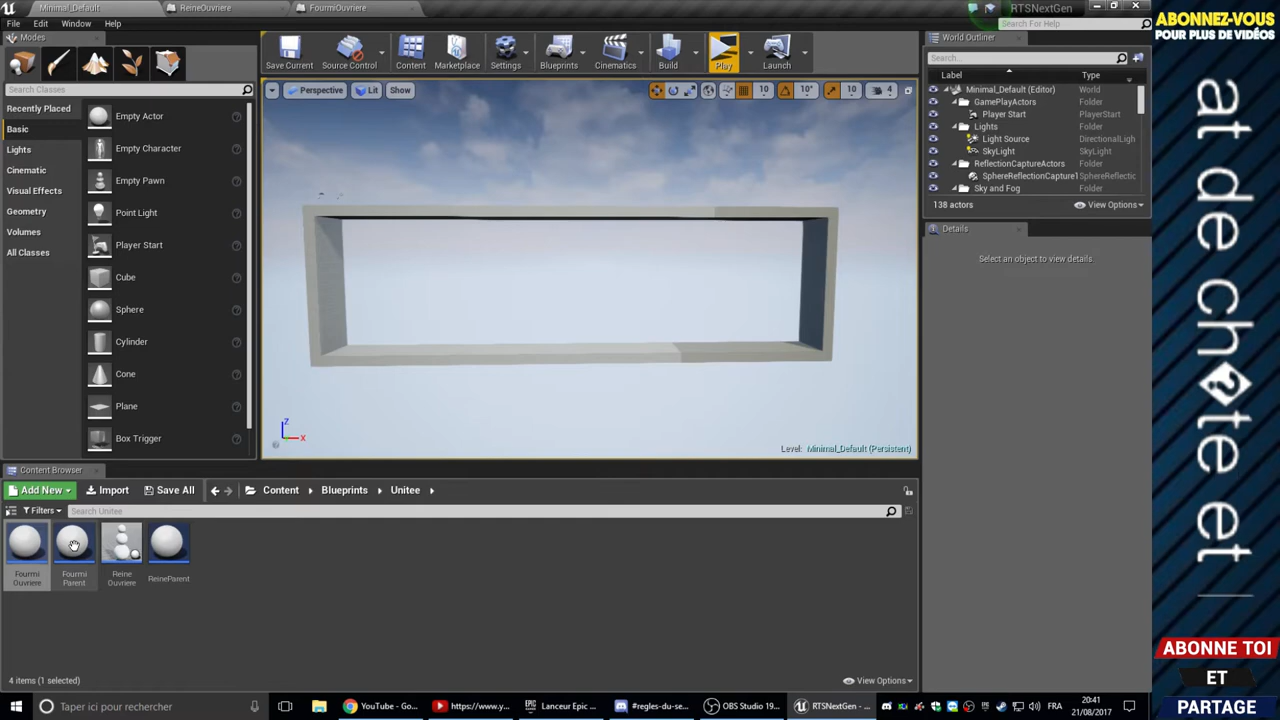 Minimal_Default
ReineOuvriere
FourmiOuvriere
RTSNextGen
File Edit Window Help
Search For Help
Modes
Search Classes
Recently Placed
Basic
Lights
Cinematic
Visual Effects
Geometry
Volumes
All Classes
Empty Actor
Empty Character
Empty Pawn
Point Light
Player Start
Cube
Sphere
Cylinder
Cone
Plane
Box Trigger
Save Current
Source Control
Content
Marketplace
Settings
Blueprints
Cinematics
Build
Play
Launch
Perspective
Lit
Show
10
10°
10
4
Z
X
Level: Minimal_Default (Persistent)
World Outliner
Search...
Label Type
Minimal_Default (Editor) World
GamePlayActors Folder
Player Start PlayerStart
Lights Folder
Light Source DirectionalLigh
SkyLight SkyLight
ReflectionCaptureActors Folder
SphereReflectionCapture1 SphereReflectic
Sky and Fog Folder
138 actors
View Options
Details
Select an object to view details.
Content Browser
Add New
Import
Save All
Content
Blueprints
Unitee
Filters
Search Unitee
Fourmi
Ouvriere
Fourmi
Parent
Reine
Ouvriere
ReineParent
4 items (1 selected)
View Options
Taper ici pour rechercher
YouTube - Goo...
https://www.y...
Lanceur Epic ...
#regles-du-se...
OBS Studio 19...
RTSNextGen - ...
FR
20:41
21/08/2017
ABONNEZ-VOUS
POUR PLUS DE VIDÉOS
at de ch�te et
ABONNE TOI
ET
PARTAGE